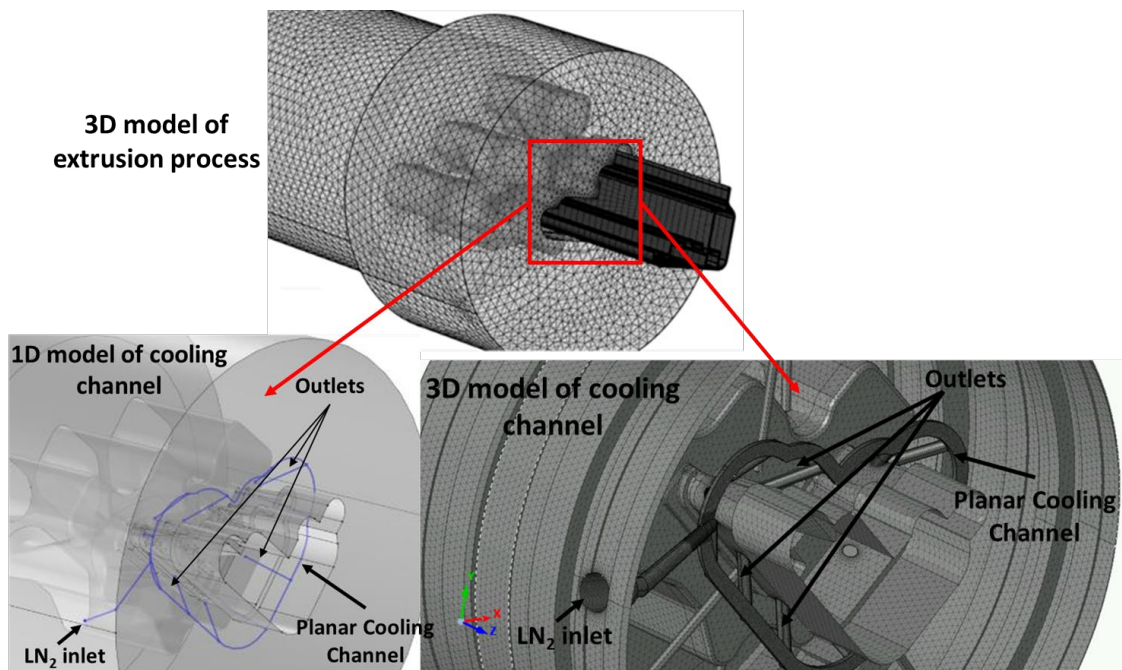 3D model of
extrusion process
1D model of cooling
channel
Outlets
LN₂ inlet
Planar Cooling
Channel
3D model of cooling
channel
Outlets
Planar Cooling
Channel
LN₂ inlet
Y
X
Z